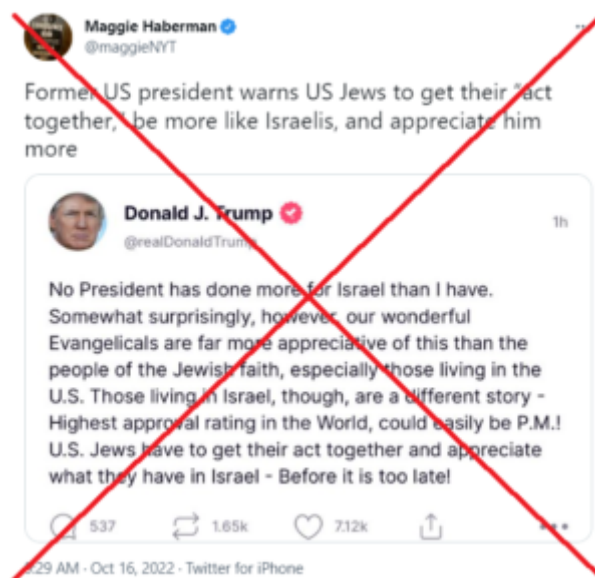 Maggie Haberman
@maggieNYT
Former US president warns US Jews to get their "act
together," be more like Israelis, and appreciate him
more
Donald J. Trump
1h
@realDonaldTrump
No President has done more for Israel than I have.
Somewhat surprisingly, however, our wonderful
Evangelicals are far more appreciative of this than the
people of the Jewish faith, especially those living in the
U.S. Those living in Israel, though, are a different story -
Highest approval rating in the World, could easily be P.M.!
U.S. Jews have to get their act together and appreciate
what they have in Israel - Before it is too late!
537 1.65k 7.12k
:29 AM · Oct 16, 2022 · Twitter for iPhone